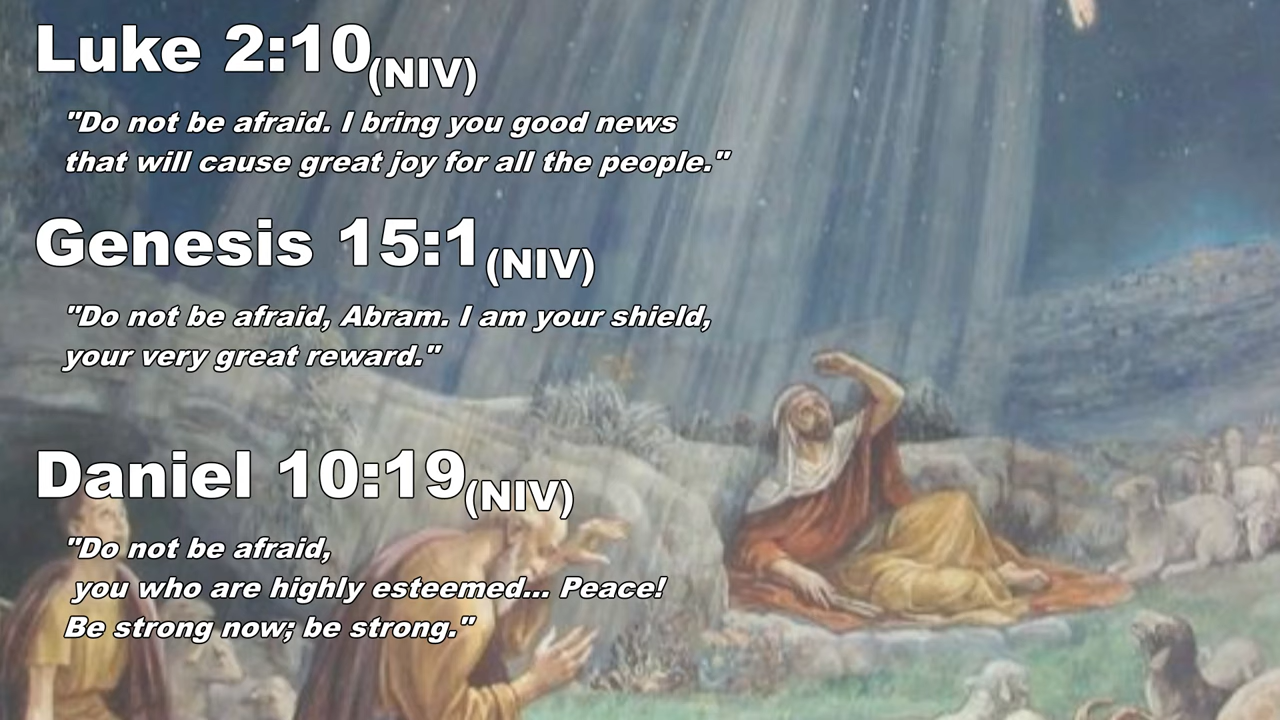 Luke 2:10(NIV)
"Do not be afraid. I bring you good news
that will cause great joy for all the people."
Genesis 15:1(NIV)
"Do not be afraid, Abram. I am your shield,
your very great reward."
Daniel 10:19(NIV)
"Do not be afraid,
you who are highly esteemed... Peace!
Be strong now; be strong."